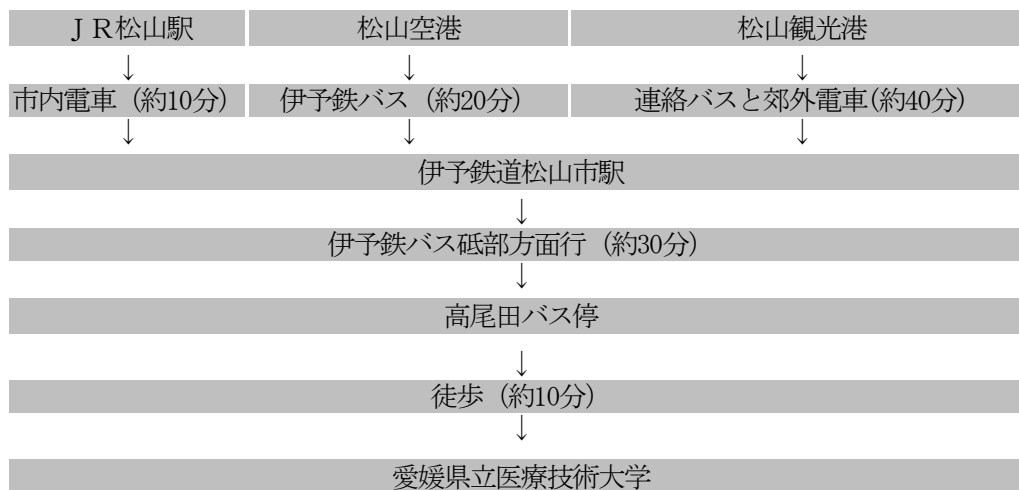 ＪＲ松山駅 松山空港 松山観光港
↓ ↓ ↓
市内電車（約10分） 伊予鉄バス（約20分） 連絡バスと郊外電車(約40分)
↓ ↓ ↓
伊予鉄道松山市駅
↓
伊予鉄バス砥部方面行（約30分）
↓
高尾田バス停
↓
徒歩（約10分）
↓
愛媛県立医療技術大学